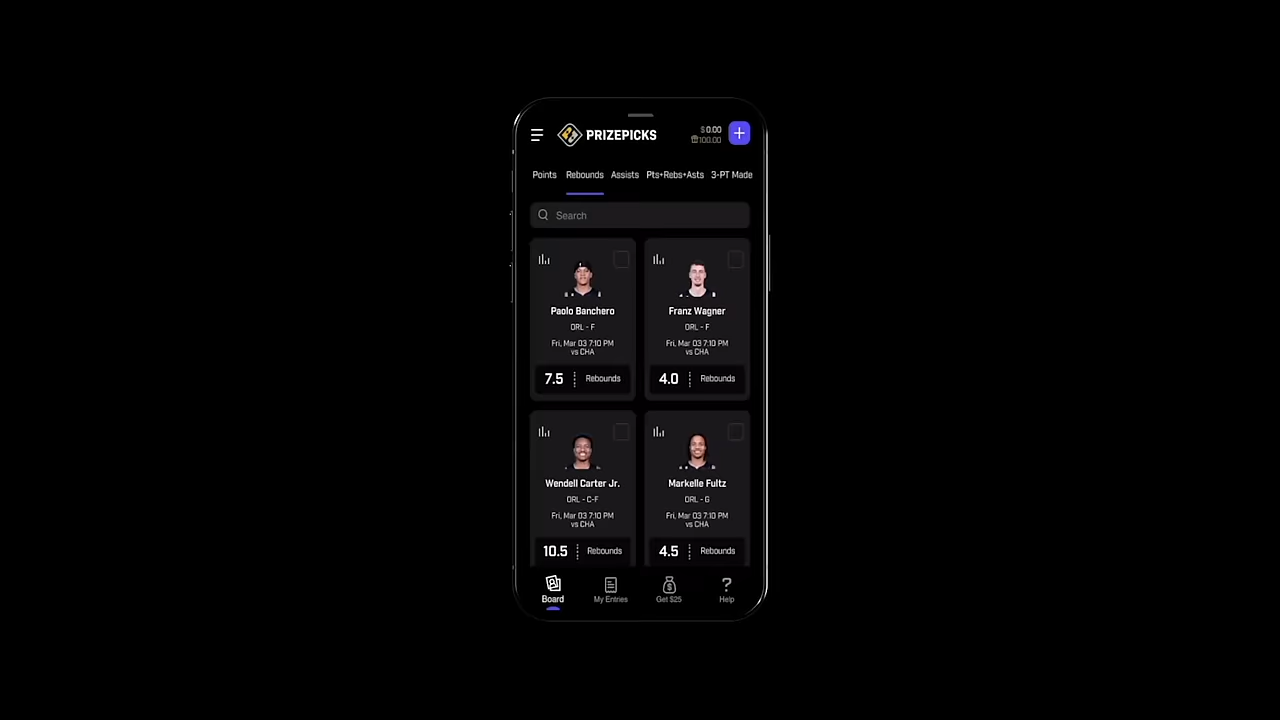 PRIZEPICKS
$ 0.00
100.00
Points Rebounds Assists Pts+Rebs+Asts 3-PT Made
Search
Paolo Banchero
ORL - F
Fri, Mar 03 7:10 PM
vs CHA
7.5 Rebounds
Franz Wagner
ORL - F
Fri, Mar 03 7:10 PM
vs CHA
4.0 Rebounds
Wendell Carter Jr.
ORL - C-F
Fri, Mar 03 7:10 PM
vs CHA
10.5 Rebounds
Markelle Fultz
ORL - G
Fri, Mar 03 7:10 PM
vs CHA
4.5 Rebounds
Board My Entries Get $25 Help